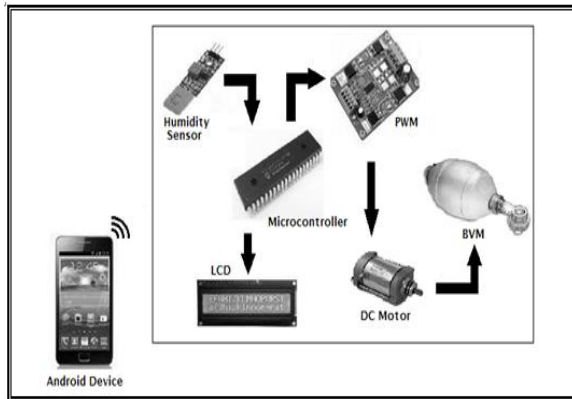 Humidity
Sensor
PWM
Microcontroller
BVM
LCD
DC Motor
Android Device